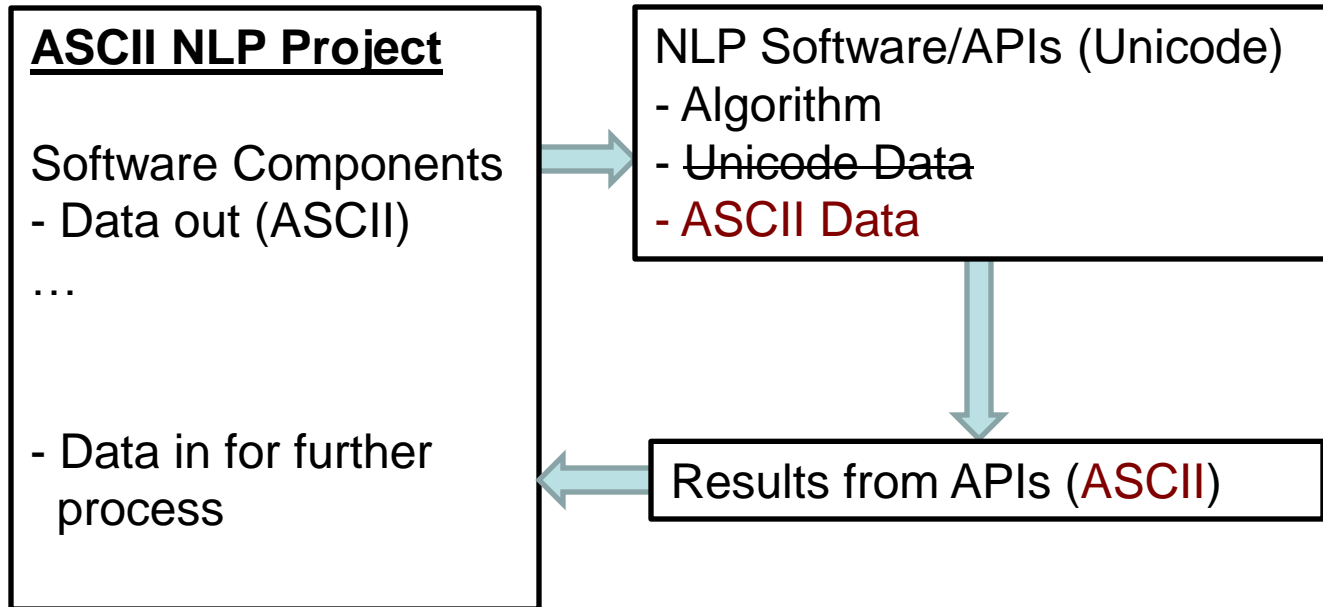 ASCII NLP Project
Software Components
- Data out (ASCII)
…
- Data in for further
process
NLP Software/APIs (Unicode)
- Algorithm
- Unicode Data
- ASCII Data
Results from APIs (ASCII)